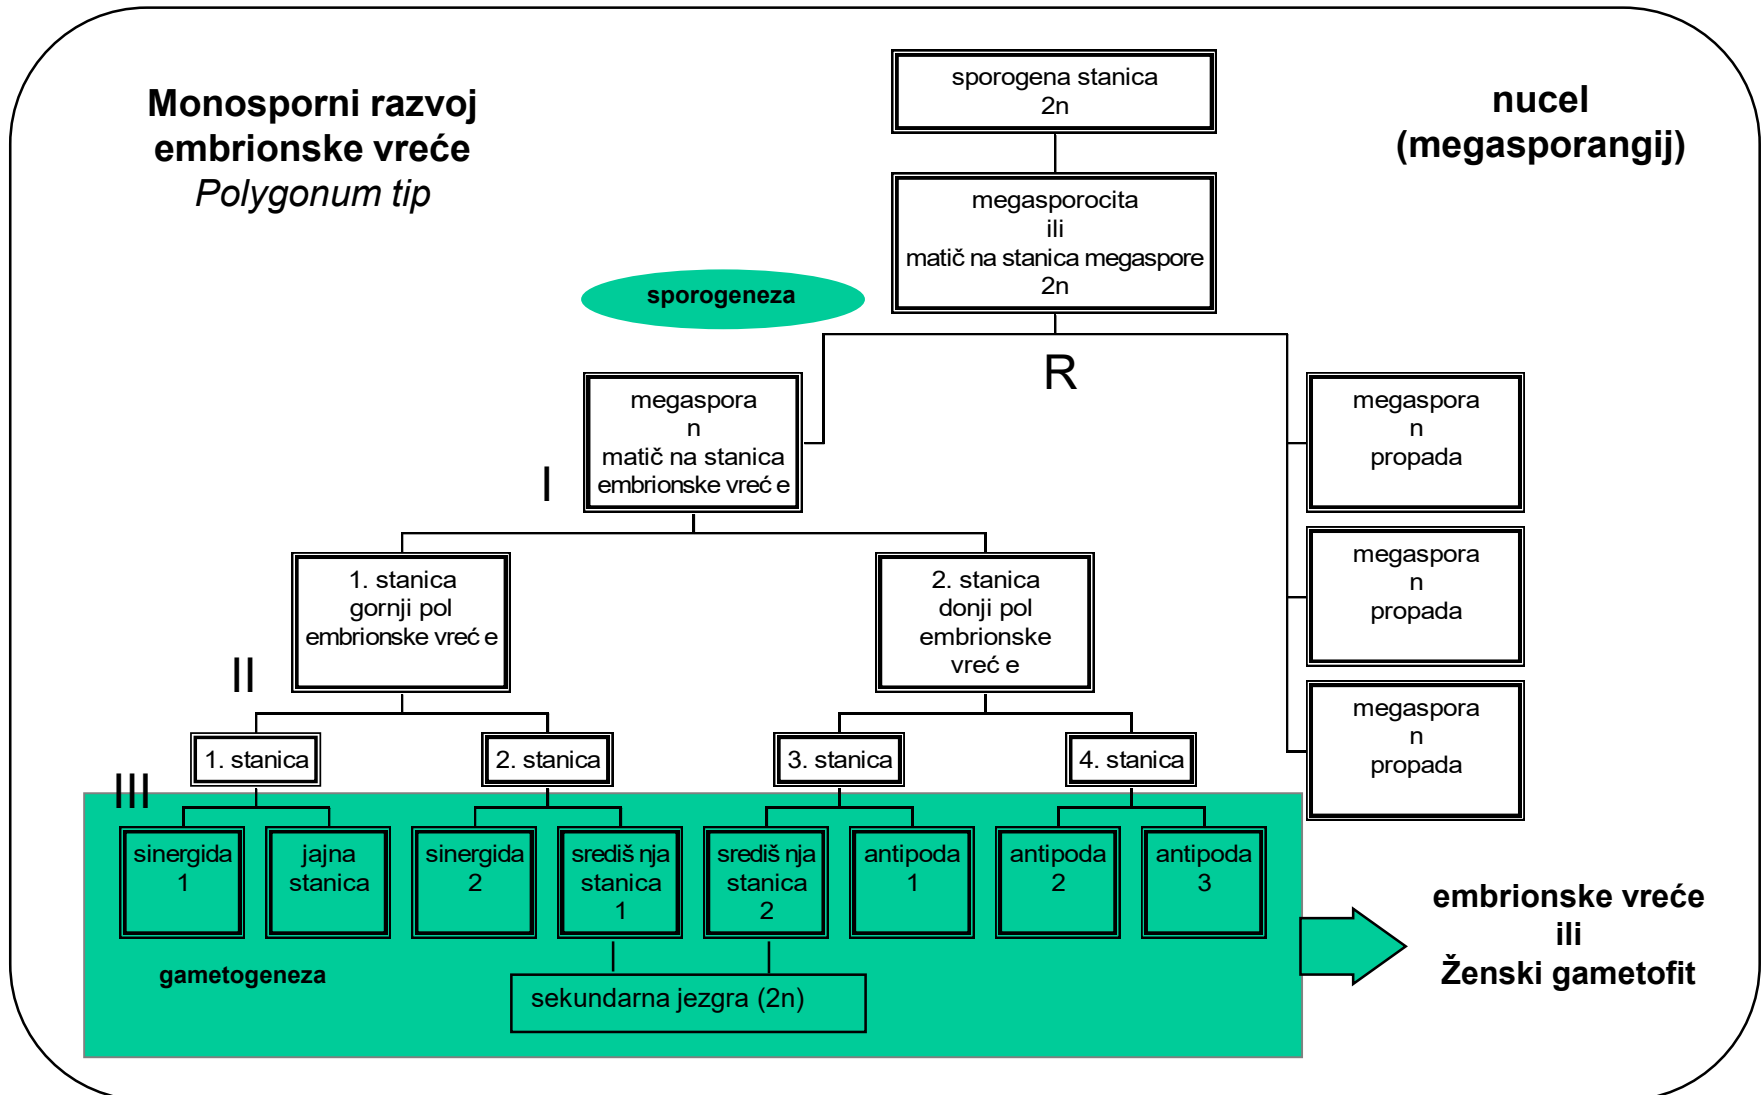 Monosporni razvoj
embrionske vreće
Polygonum tip
nucel
(megasporangij)
sporogena stanica
2n
megasporocita
ili
matič na stanica megaspore
2n
sporogeneza
R
megaspora
n
matič na stanica
embrionske vreć e
megaspora
n
propada
megaspora
n
propada
megaspora
n
propada
I
1. stanica
gornji pol
embrionske vreć e
2. stanica
donji pol
embrionske
vreć e
II
1. stanica
2. stanica
3. stanica
4. stanica
III
sinergida
1
jajna
stanica
sinergida
2
središ nja
stanica
1
središ nja
stanica
2
antipoda
1
antipoda
2
antipoda
3
gametogeneza
sekundarna jezgra (2n)
embrionske vreće
ili
Ženski gametofit